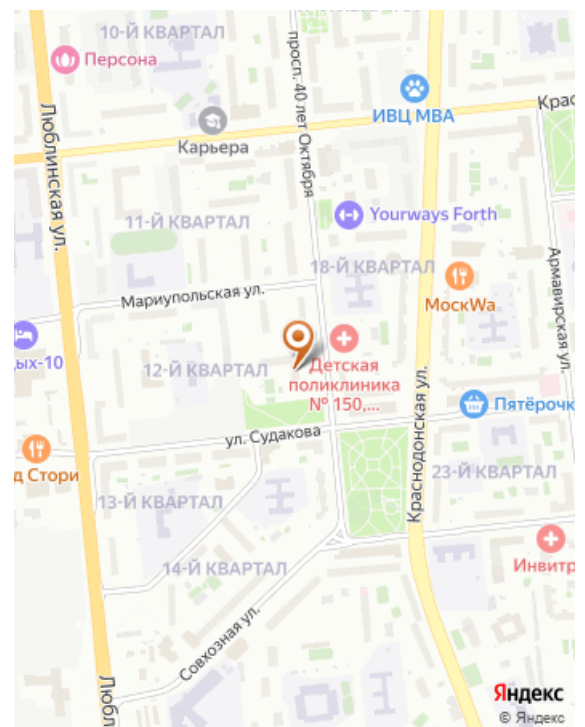 10-Й КВАРТАЛ
Персона
просп. 40 лет Октября
ИВЦ МВА
Крас
Люблинская ул.
Карьера
11-Й КВАРТАЛ
Yourways Forth
18-Й КВАРТАЛ
Армавирская ул.
Мариупольская ул.
МоскWa
ых-10
12-Й КВАРТАЛ
Детская
поликлиника
№ 150,...
Краснодонская ул.
Пятёрочк
ул. Судакова
д Стори
23-Й КВАРТАЛ
13-Й КВАРТАЛ
14-Й КВАРТАЛ
Инвитр
Совхозная ул.
Любл
Яндекс
© Яндекс